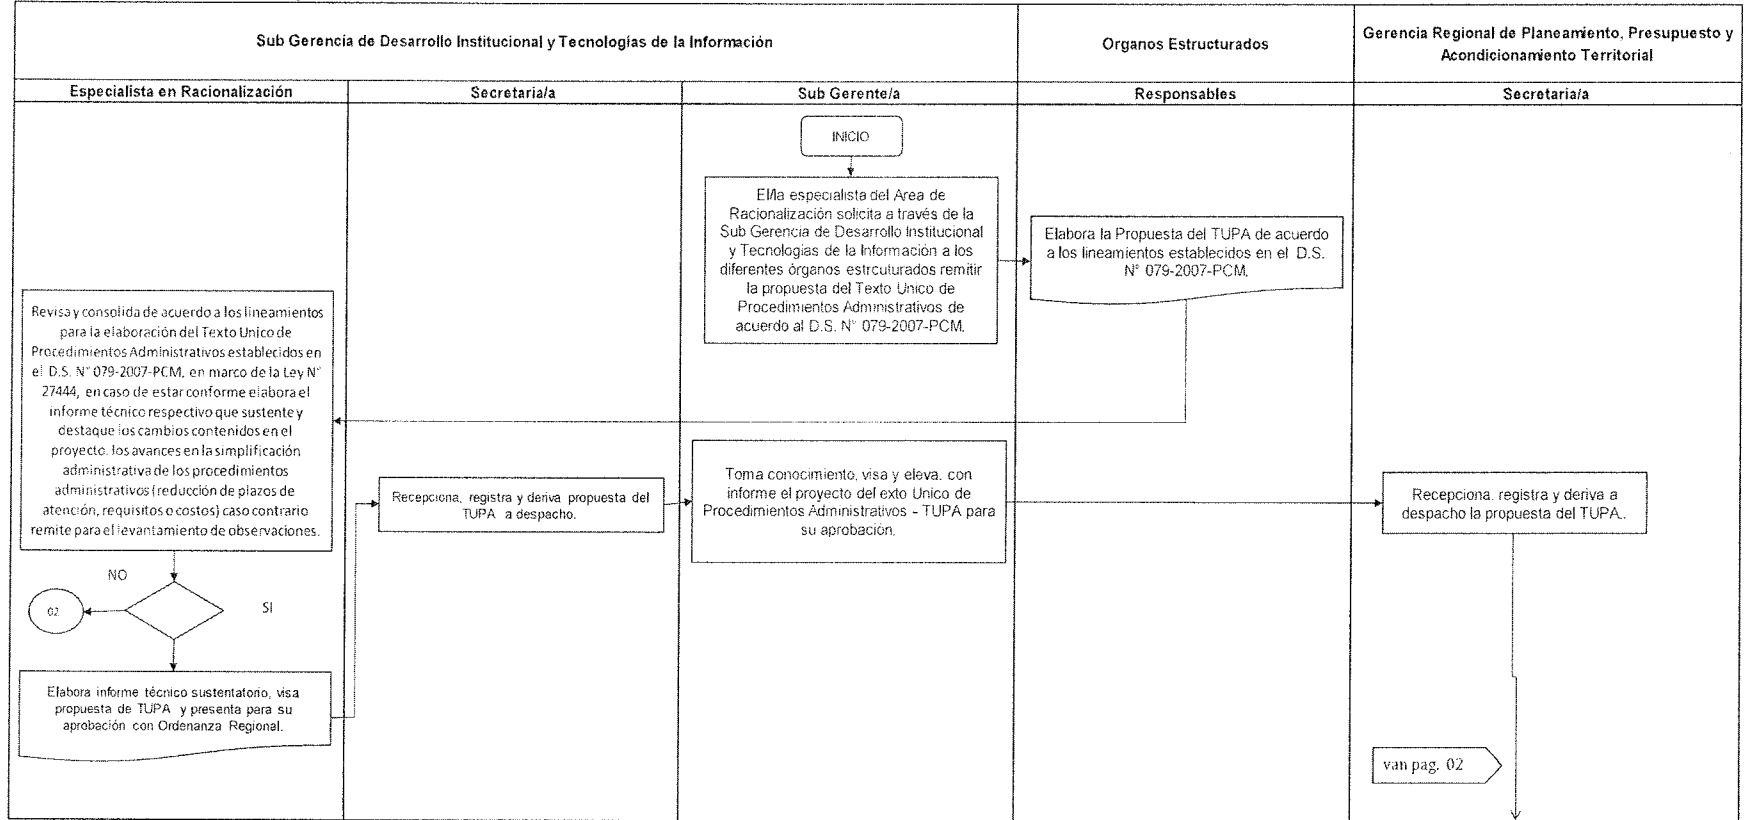 Sub Gerencia de Desarrollo Institucional y Tecnologías de la Información
Organos Estructurados
Gerencia Regional de Planeamiento, Presupuesto y
Acondicionamiento Territorial
Especialista en Racionalización
Secretaria/a
Sub Gerente/a
Responsables
Secretaria/a
INICIO
El/la especialista del Area de
Racionalización solicita a través de la
Sub Gerencia de Desarrollo Institucional
y Tecnologías de la Información a los
diferentes órganos estrcuturados remitir
la propuesta del Texto Unico de
Procedimientos Administrativos de
acuerdo al D.S. N° 079-2007-PCM.
Elabora la Propuesta del TUPA de acuerdo
a los lineamientos establecidos en el D.S.
N° 079-2007-PCM.
Revisa y consolida de acuerdo a los lineamientos
para la elaboración del Texto Unico de
Procedimientos Administrativos establecidos en
el D.S. N° 079-2007-PCM, en marco de la Ley N°
27444, en caso de estar conforme elabora el
informe técnico respectivo que sustente y
destaque los cambios contenidos en el
proyecto, los avances en la simplificación
administrativa de los procedimientos
administrativos (reducción de plazos de
atención, requisitos o costos) caso contrario
remite para el levantamiento de observaciones.
Recepciona, registra y deriva propuesta del
TUPA a despacho.
Toma conocimiento, visa y eleva. con
informe el proyecto del exto Unico de
Procedimientos Administrativos - TUPA para
su aprobación.
Recepciona. registra y deriva a
despacho la propuesta del TUPA..
NO
02
SI
Elabora informe técnico sustentatorio, visa
propuesta de TUPA y presenta para su
aprobación con Ordenanza Regional.
van pag. 02